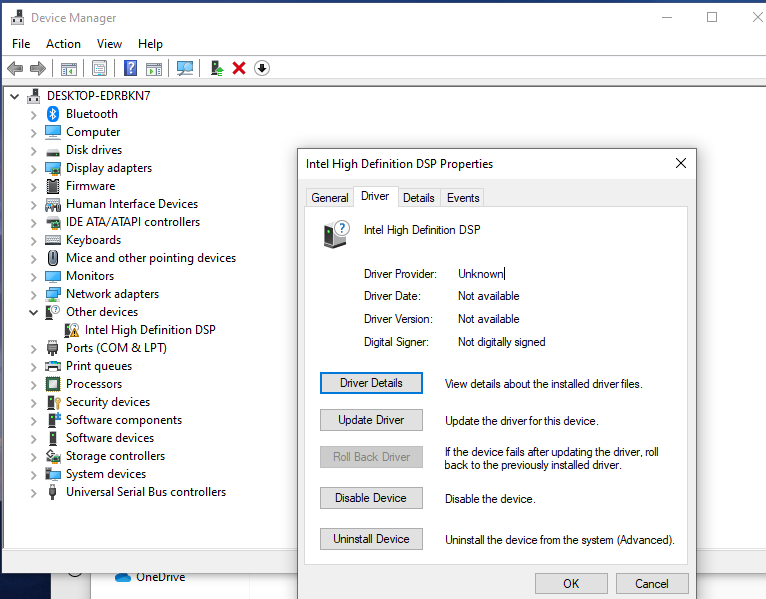 Device Manager
File Action View Help
DESKTOP-EDRBKN7
Bluetooth
Computer
Disk drives
Display adapters
Firmware
Human Interface Devices
IDE ATA/ATAPI controllers
Keyboards
Mice and other pointing devices
Monitors
Network adapters
Other devices
Intel High Definition DSP
Ports (COM & LPT)
Print queues
Processors
Security devices
Software components
Software devices
Storage controllers
System devices
Universal Serial Bus controllers
OneDrive
Intel High Definition DSP Properties
General Driver Details Events
Intel High Definition DSP
Driver Provider: Unknown
Driver Date: Not available
Driver Version: Not available
Digital Signer: Not digitally signed
Driver Details View details about the installed driver files.
Update Driver Update the driver for this device.
Roll Back Driver If the device fails after updating the driver, roll
back to the previously installed driver.
Disable Device Disable the device.
Uninstall Device Uninstall the device from the system (Advanced).
OK Cancel